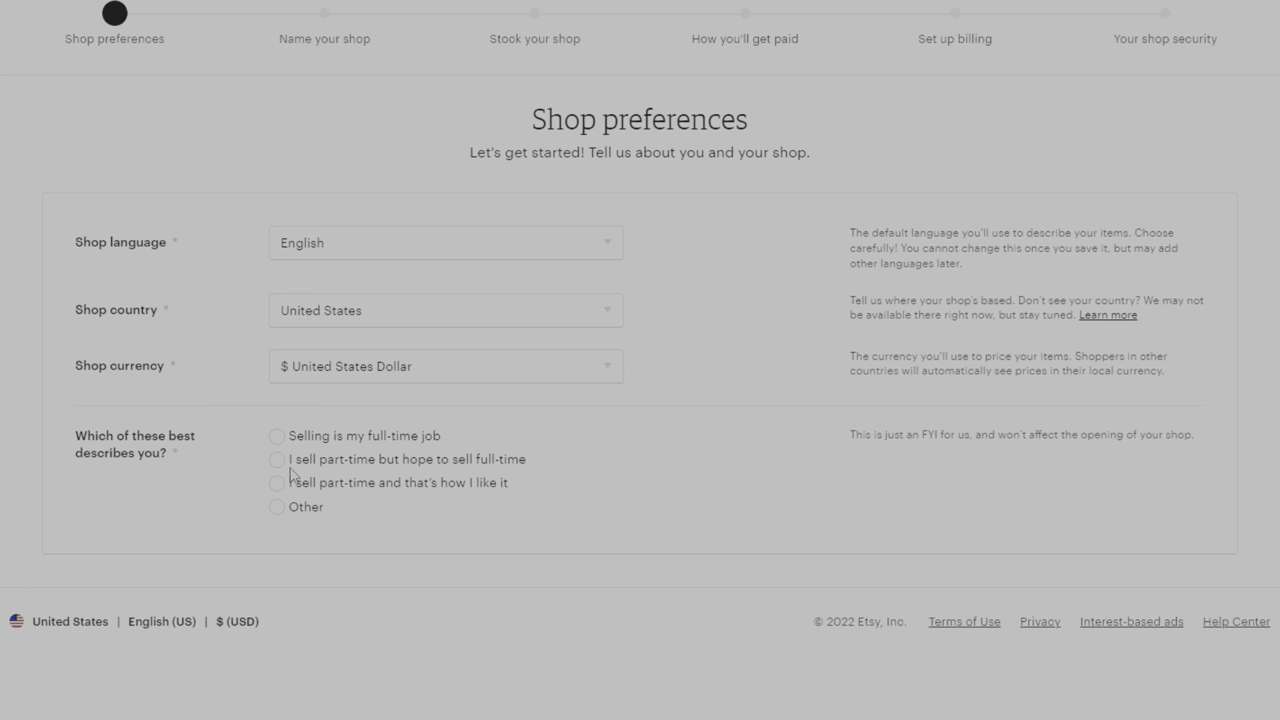 Shop preferences
Name your shop
Stock your shop
How you'll get paid
Set up billing
Your shop security
Shop preferences
Let's get started! Tell us about you and your shop.
Shop language *
English
The default language you'll use to describe your items. Choose
carefully! You cannot change this once you save it, but may add
other languages later.
Shop country *
United States
Tell us where your shop's based. Don't see your country? We may not
be available there right now, but stay tuned. Learn more
Shop currency *
$ United States Dollar
The currency you'll use to price your items. Shoppers in other
countries will automatically see prices in their local currency.
Which of these best
describes you? *
Selling is my full-time job
I sell part-time but hope to sell full-time
I sell part-time and that's how I like it
Other
This is just an FYI for us, and won't affect the opening of your shop.
United States | English (US) | $ (USD)
© 2022 Etsy, Inc. Terms of Use Privacy Interest-based ads Help Center